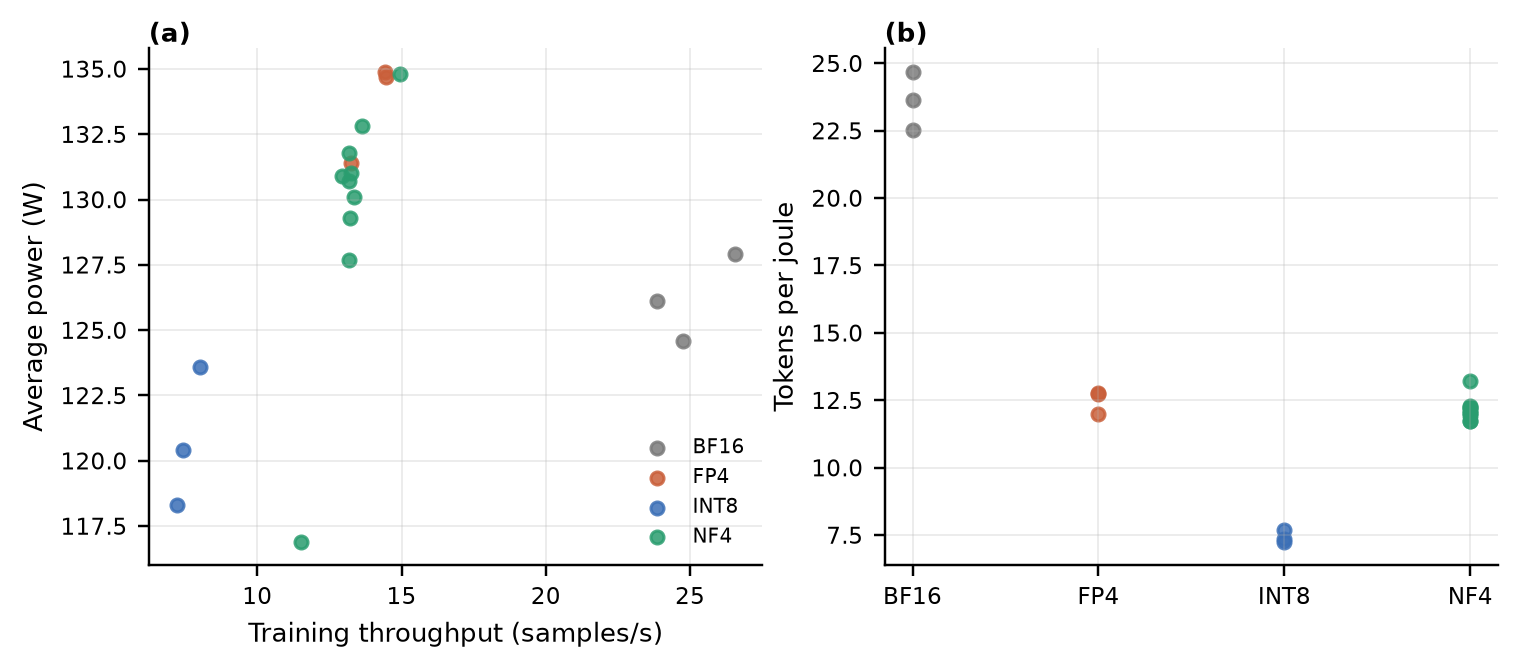 (a)
135.0
132.5
130.0
127.5
125.0
122.5
120.0
117.5
Average power (W)
10 15 20 25
Training throughput (samples/s)
BF16
FP4
INT8
NF4
(b)
25.0
22.5
20.0
17.5
15.0
12.5
10.0
7.5
Tokens per joule
BF16 FP4 INT8 NF4